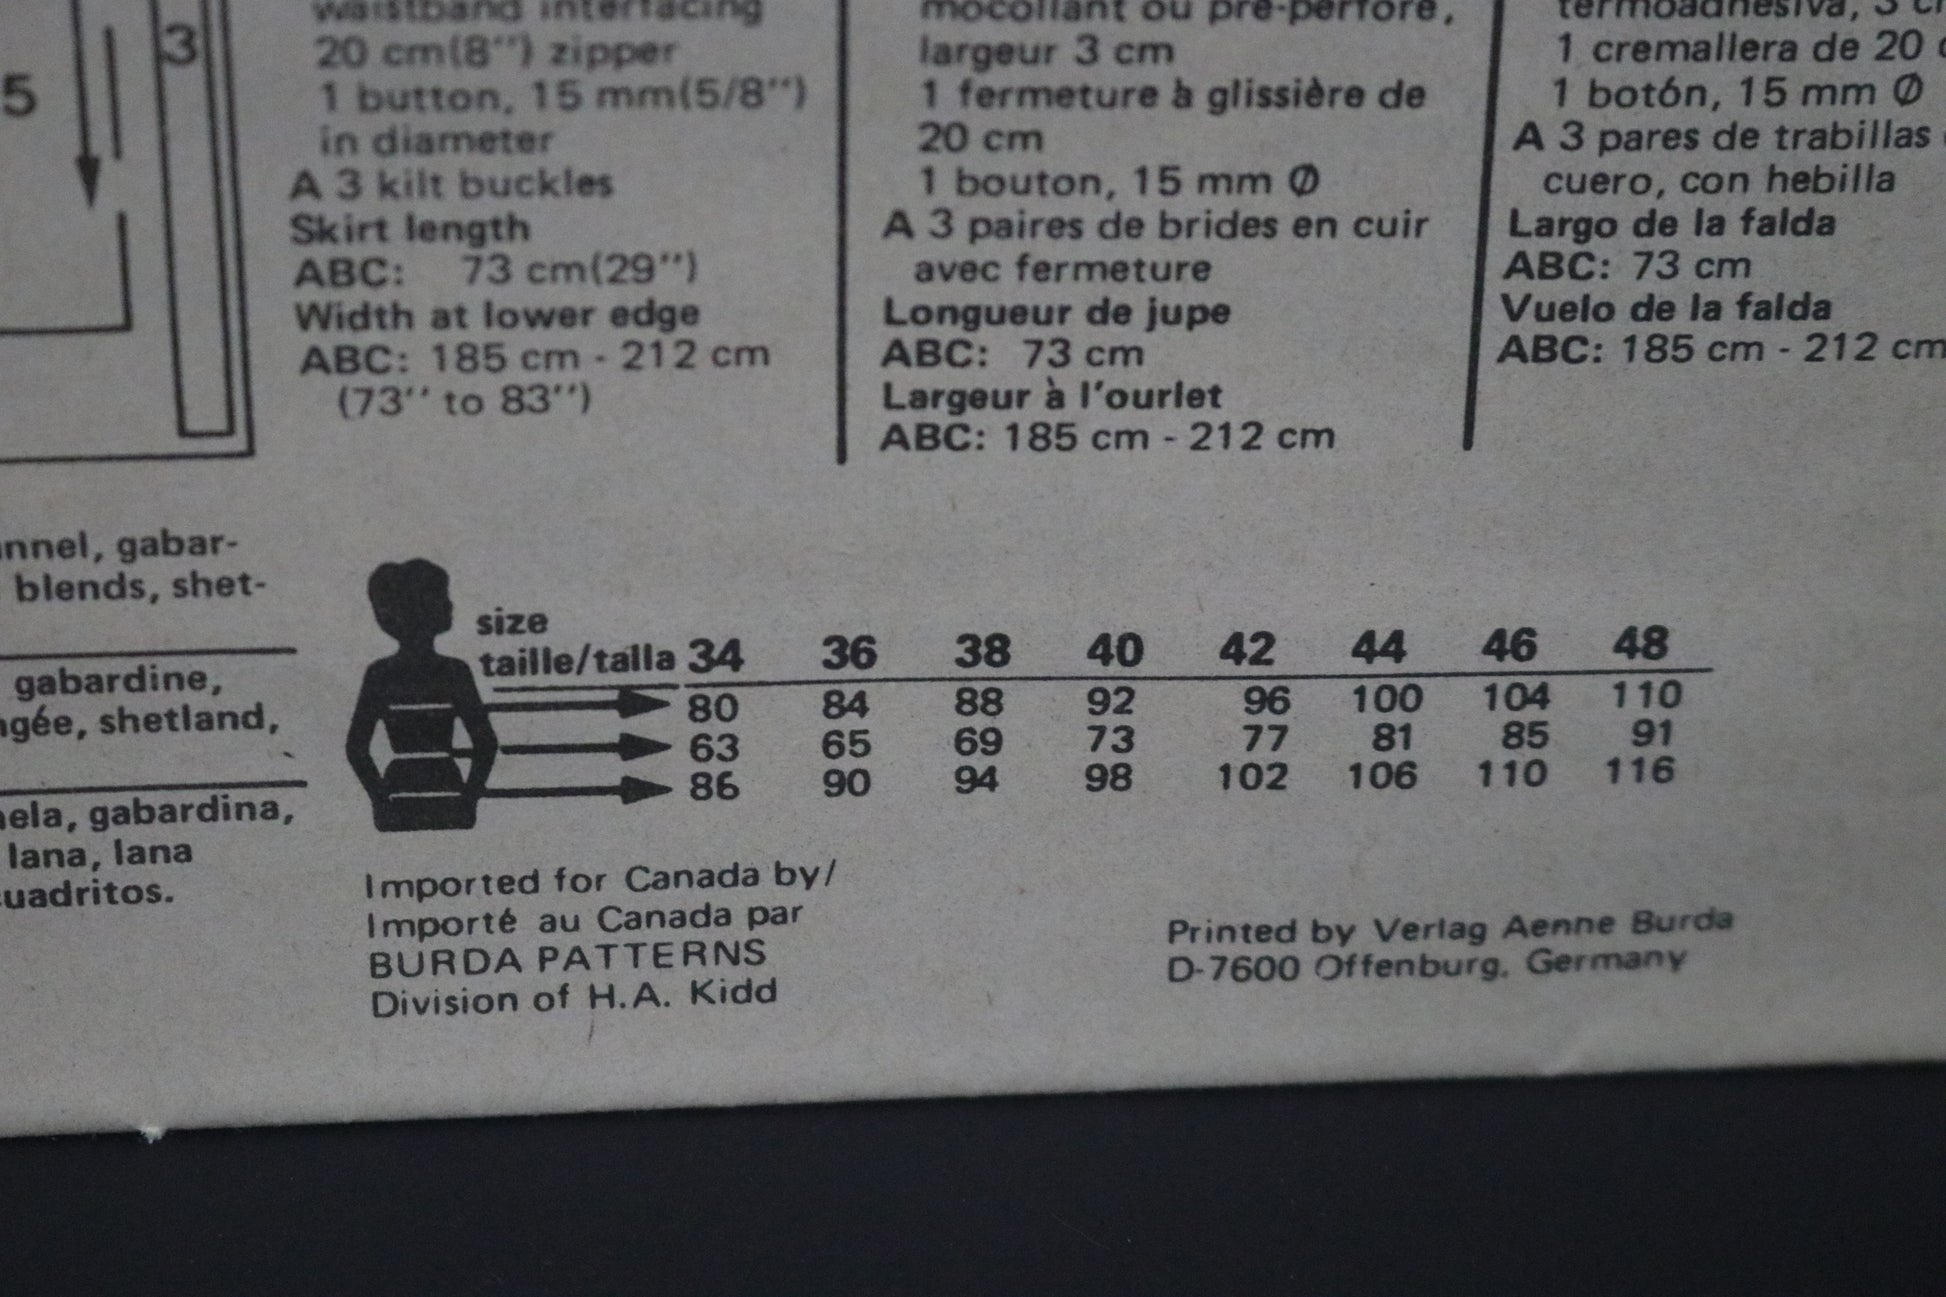 3
5
waistband interfacing
20 cm(8'') zipper
1 button, 15 mm(5/8'')
in diameter
A 3 kilt buckles
Skirt length
ABC: 73 cm(29'')
Width at lower edge
ABC: 185 cm - 212 cm
(73'' to 83'')
mocollant ou pré-perforé,
largeur 3 cm
1 fermeture à glissière de
20 cm
1 bouton, 15 mm Ø
A 3 paires de brides en cuir
avec fermeture
Longueur de jupe
ABC: 73 cm
Largeur à l'ourlet
ABC: 185 cm - 212 cm
termoadhesiva, 3
1 cremallera de 20
1 botón, 15 mm Ø
A 3 pares de trabillas
cuero, con hebilla
Largo de la falda
ABC: 73 cm
Vuelo de la falda
ABC: 185 cm - 212 cm
nnel, gabar-
blends, shet-
gabardine,
gée, shetland,
ela, gabardina,
lana, lana
uadritos.
size
taille/talla 34 36 38 40 42 44 46 48
80 84 88 92 96 100 104 110
63 65 69 73 77 81 85 91
86 90 94 98 102 106 110 116
Imported for Canada by/
Importé au Canada par
BURDA PATTERNS
Division of H.A. Kidd
Printed by Verlag Aenne Burda
D-7600 Offenburg, Germany